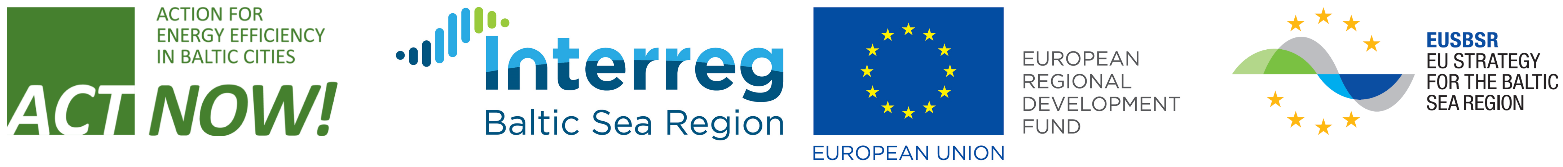 ACTION FOR
ENERGY EFFICIENCY
IN BALTIC CITIES
ACT NOW!
Interreg
Baltic Sea Region
EUROPEAN UNION
EUROPEAN
REGIONAL
DEVELOPMENT
FUND
EUSBSR
EU STRATEGY
FOR THE BALTIC
SEA REGION